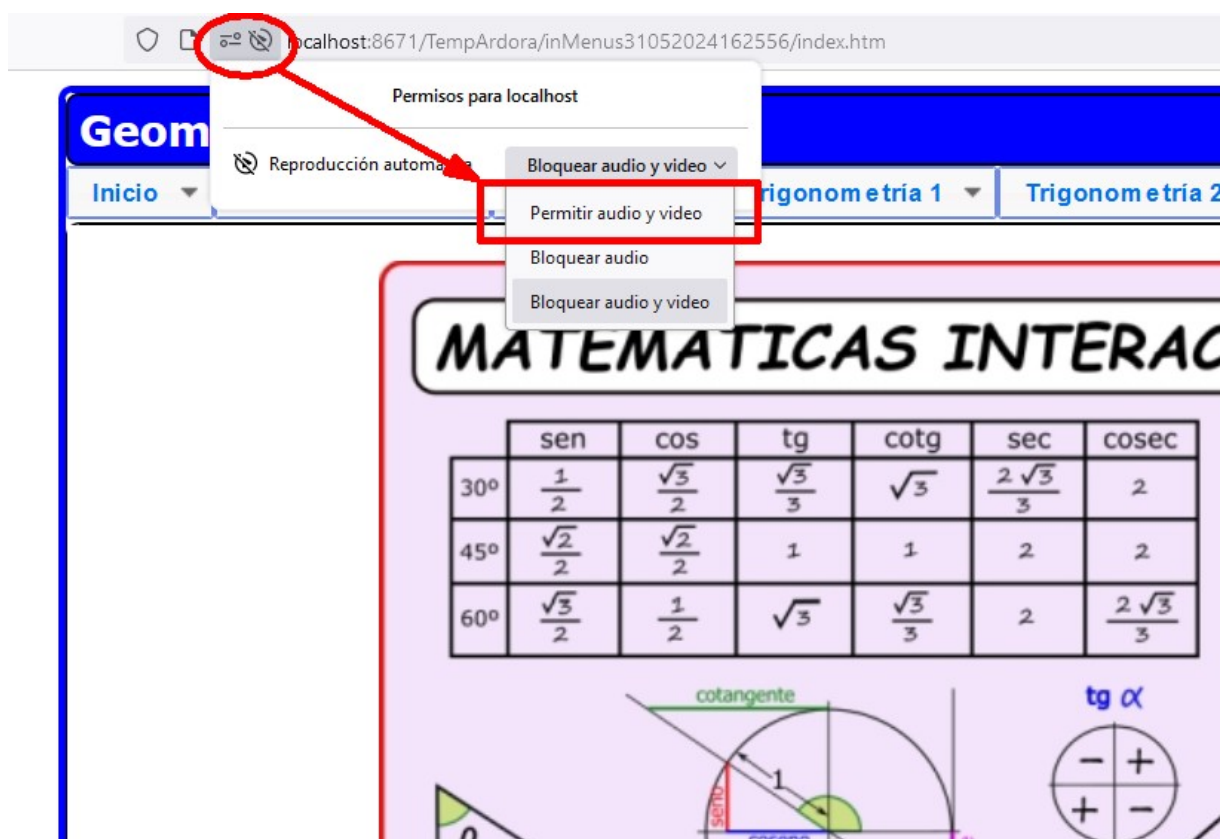 localhost:8671/TempArdora/inMenus31052024162556/index.htm
Permisos para localhost
Geom
Reproducción automática
Bloquear audio y video
Inicio
Trigonometría 1
Trigonometría 2
Permitir audio y video
Bloquear audio
Bloquear audio y video
MATEMATICAS INTERAC
sen cos tg cotg sec cosec
30º 1/2 √3/2 √3/3 √3 2√3/3 2
45º √2/2 √2/2 1 1 2 2
60º √3/2 1/2 √3 √3/3 2 2√3/3
cotangente
tg α
- +
1
seno
+ -
coseno